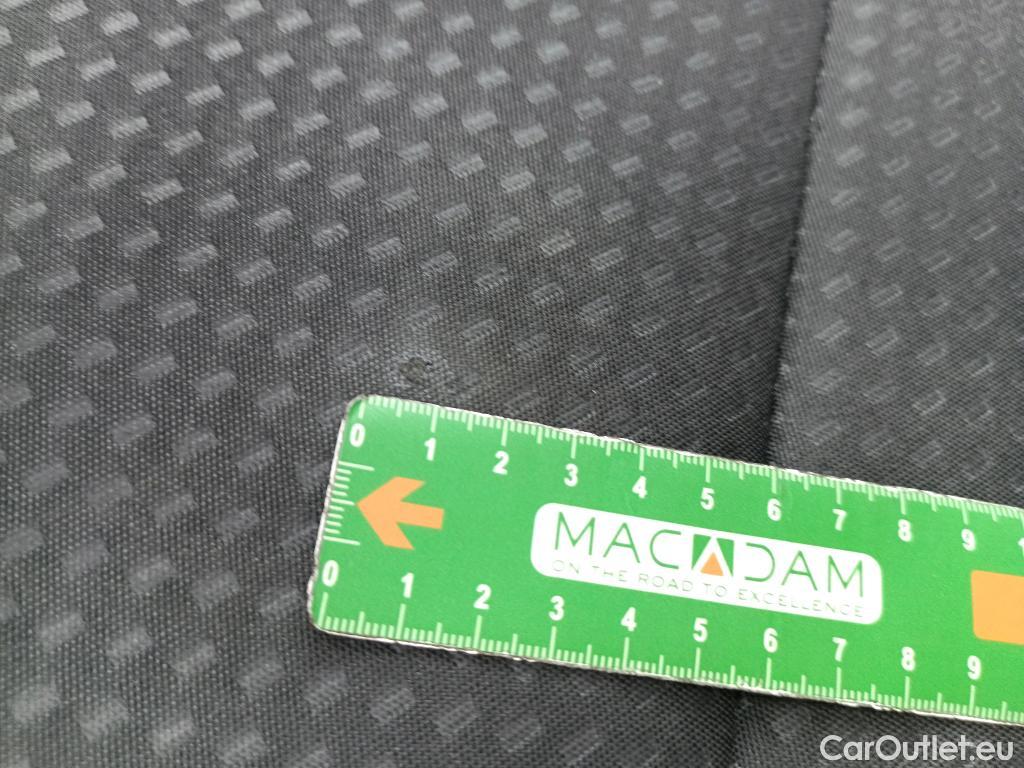 0 1 2 3 4 5 6 7 8 9 1
MACADAM
ON THE ROAD TO EXCELLENCE
0 1 2 3 4 5 6 7 8 9
CarOutlet.eu